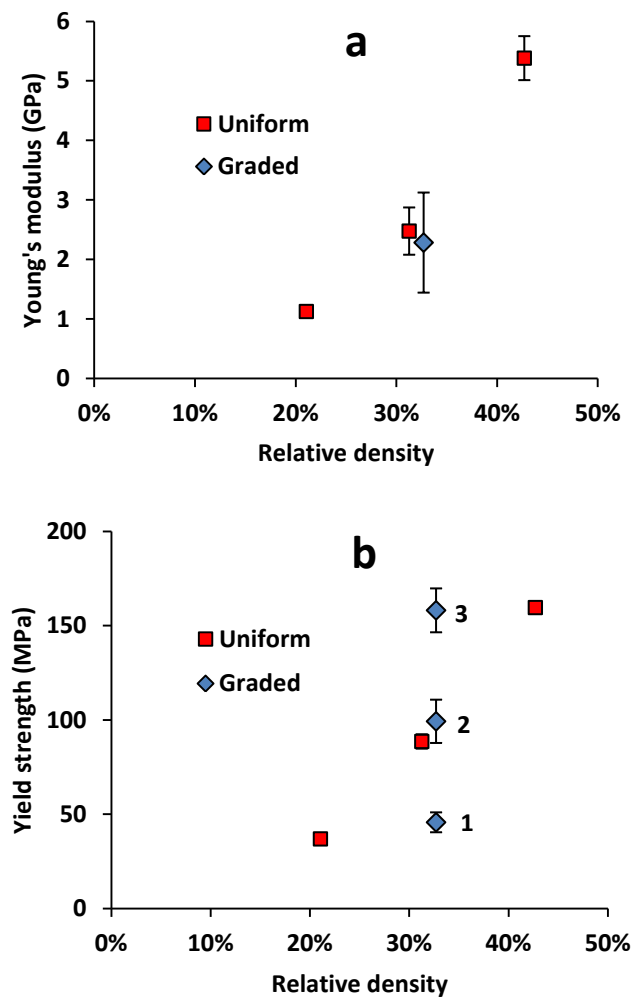 a
6
5
4
3
2
1
0
Young's modulus (GPa)
Uniform
Graded
0% 10% 20% 30% 40% 50%
Relative density
b
200
150
100
50
0
Yield strength (MPa)
Uniform
Graded
3
2
1
0% 10% 20% 30% 40% 50%
Relative density